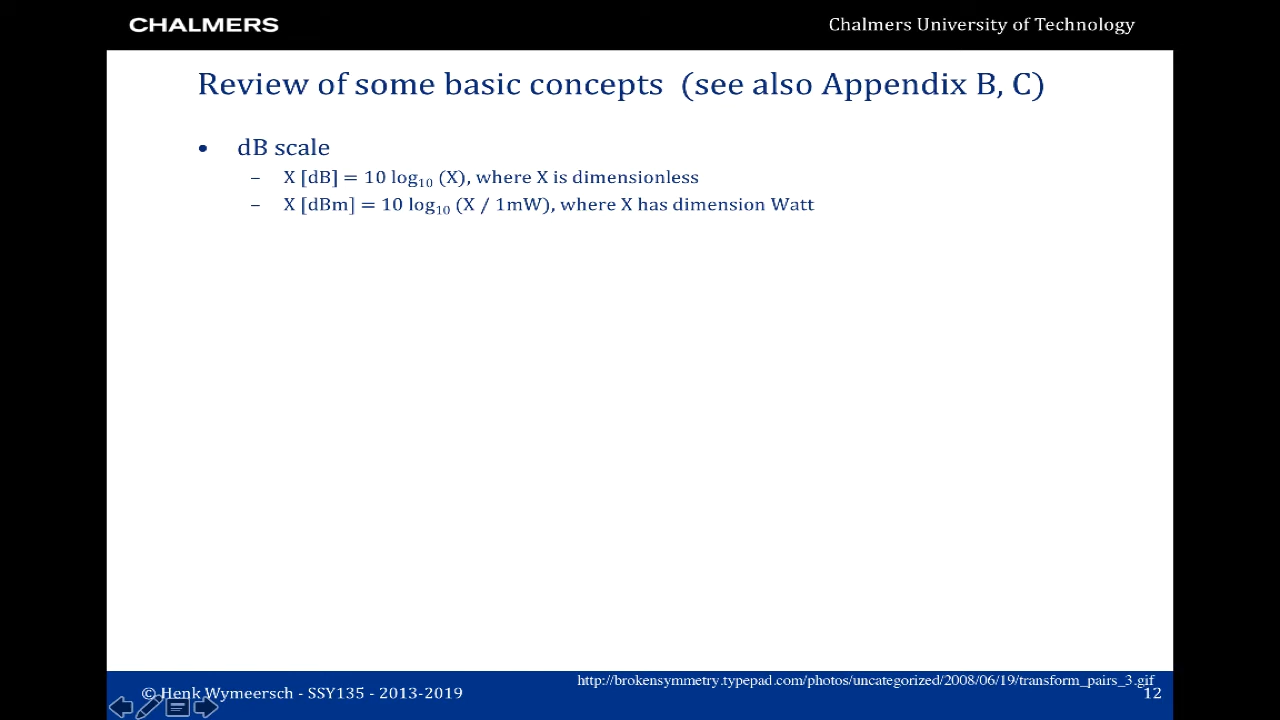 CHALMERS
Chalmers University of Technology
Review of some basic concepts (see also Appendix B, C)
• dB scale
– X [dB] = 10 log₁₀ (X), where X is dimensionless
– X [dBm] = 10 log₁₀ (X / 1mW), where X has dimension Watt
http://brokensymmetry.typepad.com/photos/uncategorized/2008/06/19/transform_pairs_3.gif
© Henk Wymeersch - SSY135 - 2013-2019
12